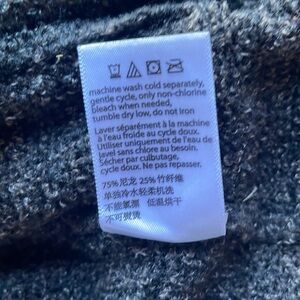 machine wash cold separately,
gentle cycle, only non-chlorine
bleach when needed,
tumble dry low, do not iron
Laver séparément à la machine
à l'eau froide au cycle doux.
Utiliser uniquement de l'eau de
javel sans chlore au besoin.
Sécher par culbutage,
cycle doux. Ne pas repasser.
75%尼龙 25%竹纤维
单独冷水轻柔机洗
不能氯漂 低温烘干
不可熨烫